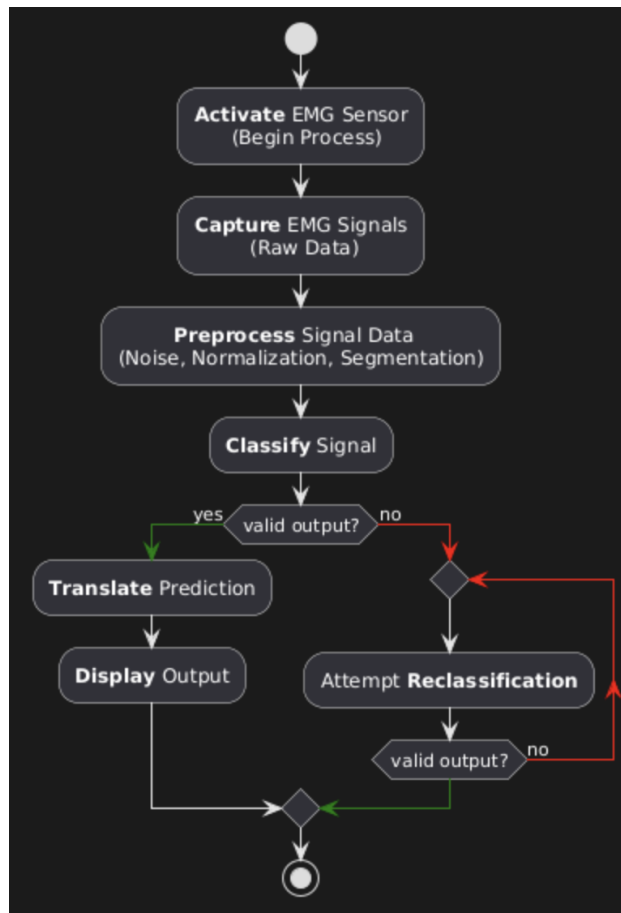 Activate EMG Sensor
(Begin Process)
Capture EMG Signals
(Raw Data)
Preprocess Signal Data
(Noise, Normalization, Segmentation)
Classify Signal
valid output?
yes
no
Translate Prediction
Display Output
Attempt Reclassification
valid output?
no